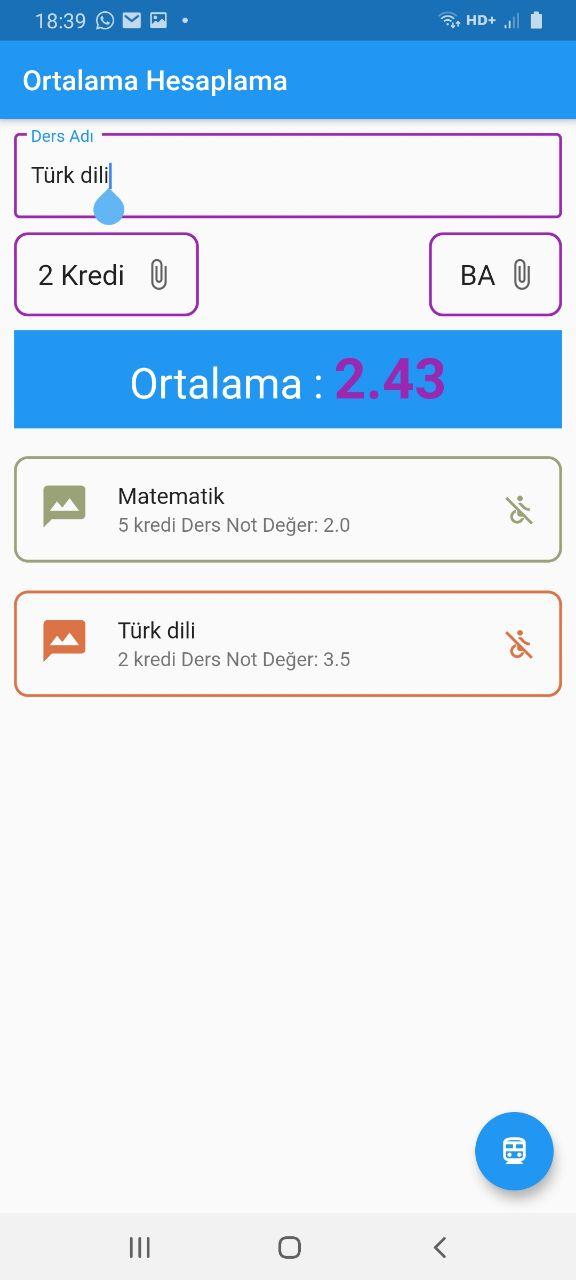 18:39
HD+
Ortalama Hesaplama
Ders Adı
Türk dili
2 Kredi
BA
Ortalama : 2.43
Matematik
5 kredi Ders Not Değer: 2.0
Türk dili
2 kredi Ders Not Değer: 3.5